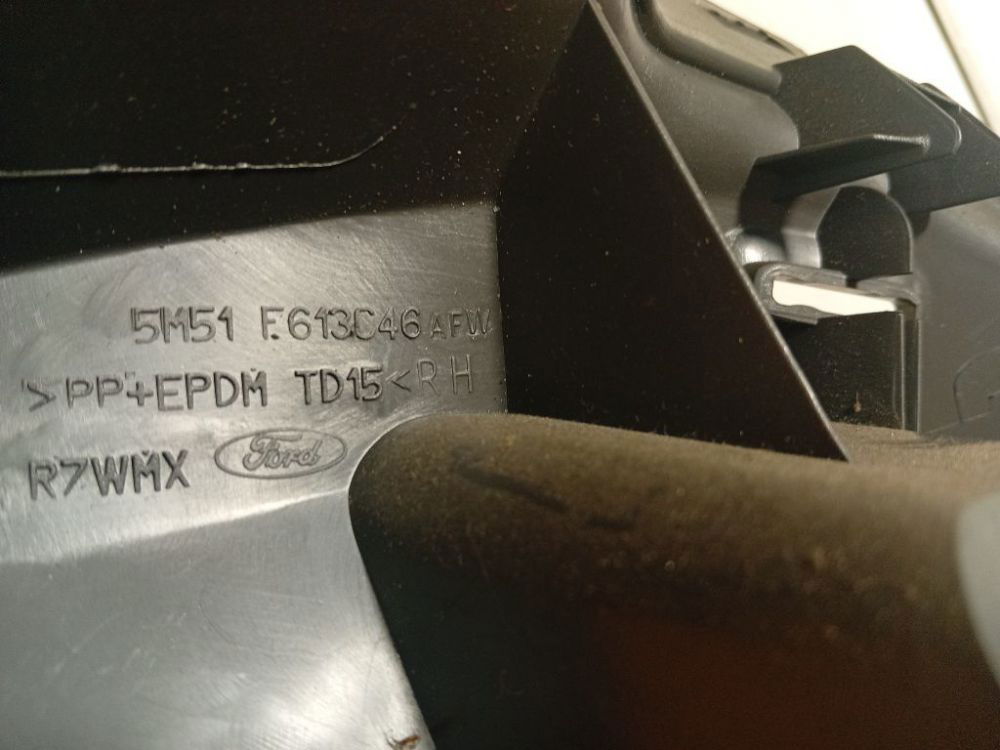 5M51 F613C46 AFW
>PP+EPDM TD15<RH
R7WMX Ford